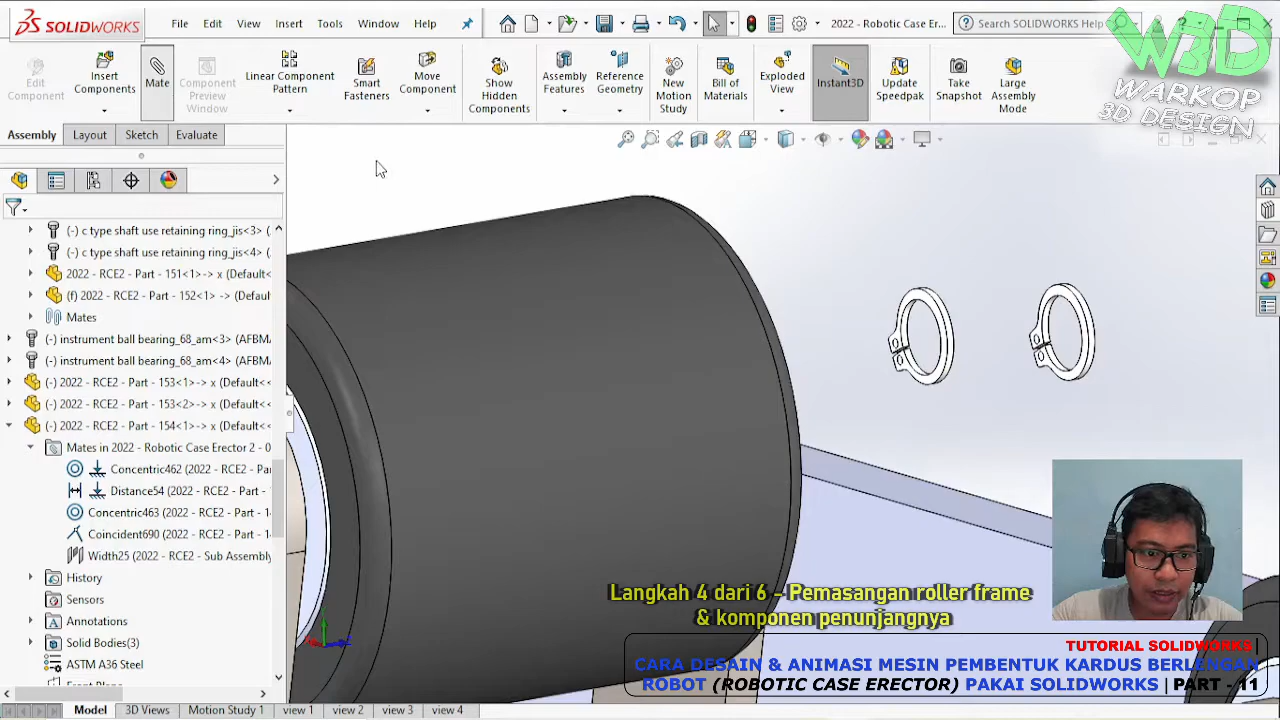 SOLIDWORKS
File Edit View Insert Tools Window Help
2022 - Robotic Case Er...
Search SOLIDWORKS Help
W3D
WARKOP
3D DESIGN
Edit Component
Insert Components
Mate
Component Preview Window
Linear Component Pattern
Smart Fasteners
Move Component
Show Hidden Components
Assembly Features
Reference Geometry
New Motion Study
Bill of Materials
Exploded View
Instant3D
Update Speedpak
Take Snapshot
Large Assembly Mode
Assembly Layout Sketch Evaluate
(-) c type shaft use retaining ring_jis<3> (
(-) c type shaft use retaining ring_jis<4> (
2022 - RCE2 - Part - 151<1>-> x (Default<
(f) 2022 - RCE2 - Part - 152<1> -> (Default
Mates
(-) instrument ball bearing_68_am<3> (AFBM
(-) instrument ball bearing_68_am<4> (AFBM
(-) 2022 - RCE2 - Part - 153<1> -> x (Default<
(-) 2022 - RCE2 - Part - 153<2> -> x (Default<
(-) 2022 - RCE2 - Part - 154<1> -> x (Default<
Mates in 2022 - Robotic Case Erector 2 - 0
Concentric462 (2022 - RCE2 - Pa
Distance54 (2022 - RCE2 - Part -
Concentric463 (2022 - RCE2 - Part - 1
Coincident690 (2022 - RCE2 - Part - 1
Width25 (2022 - RCE2 - Sub Assembly
History
Sensors
Annotations
Solid Bodies(3)
ASTM A36 Steel
Langkah 4 dari 6 - Pemasangan roller frame
& komponen penunjangnya
TUTORIAL SOLIDWORKS |
CARA DESAIN & ANIMASI MESIN PEMBENTUK KARDUS BERLENGAN
ROBOT (ROBOTIC CASE ERECTOR) PAKAI SOLIDWORKS | PART - 11
Model 3D Views Motion Study 1 view 1 view 2 view 3 view 4